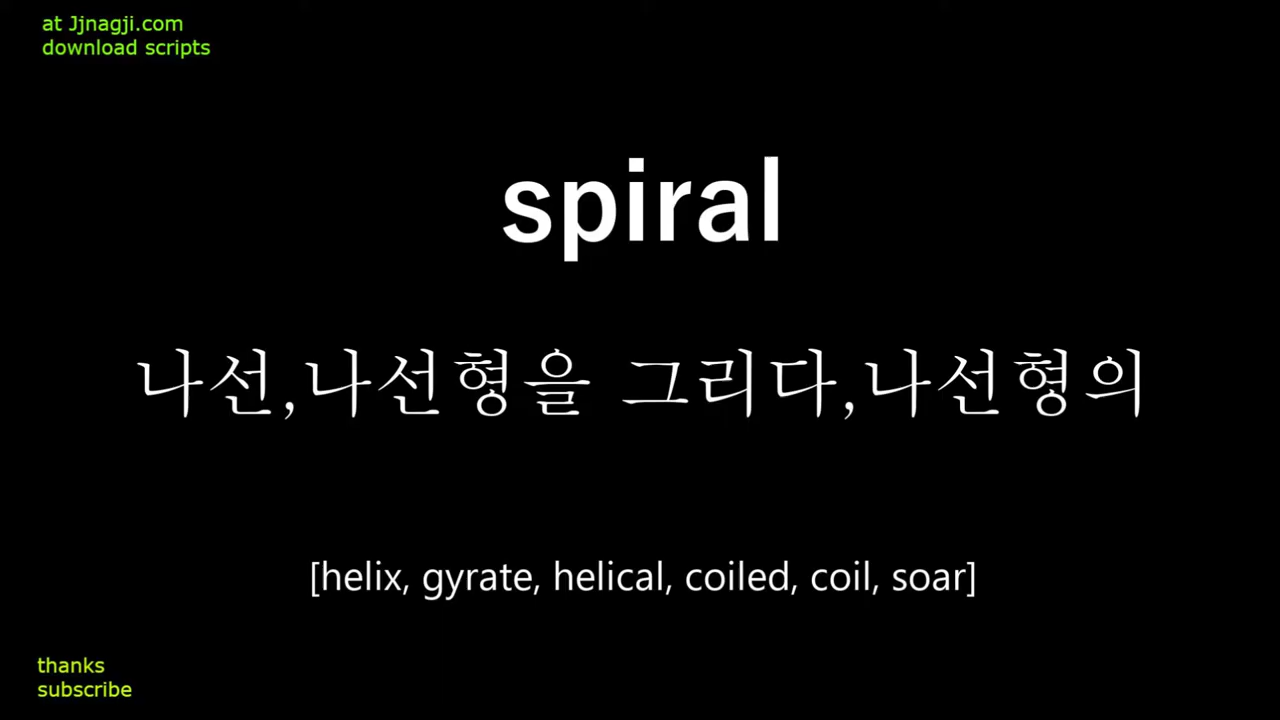 at Jjnagji.com
download scripts
spiral
나선,나선형을 그리다,나선형의
[helix, gyrate, helical, coiled, coil, soar]
thanks
subscribe